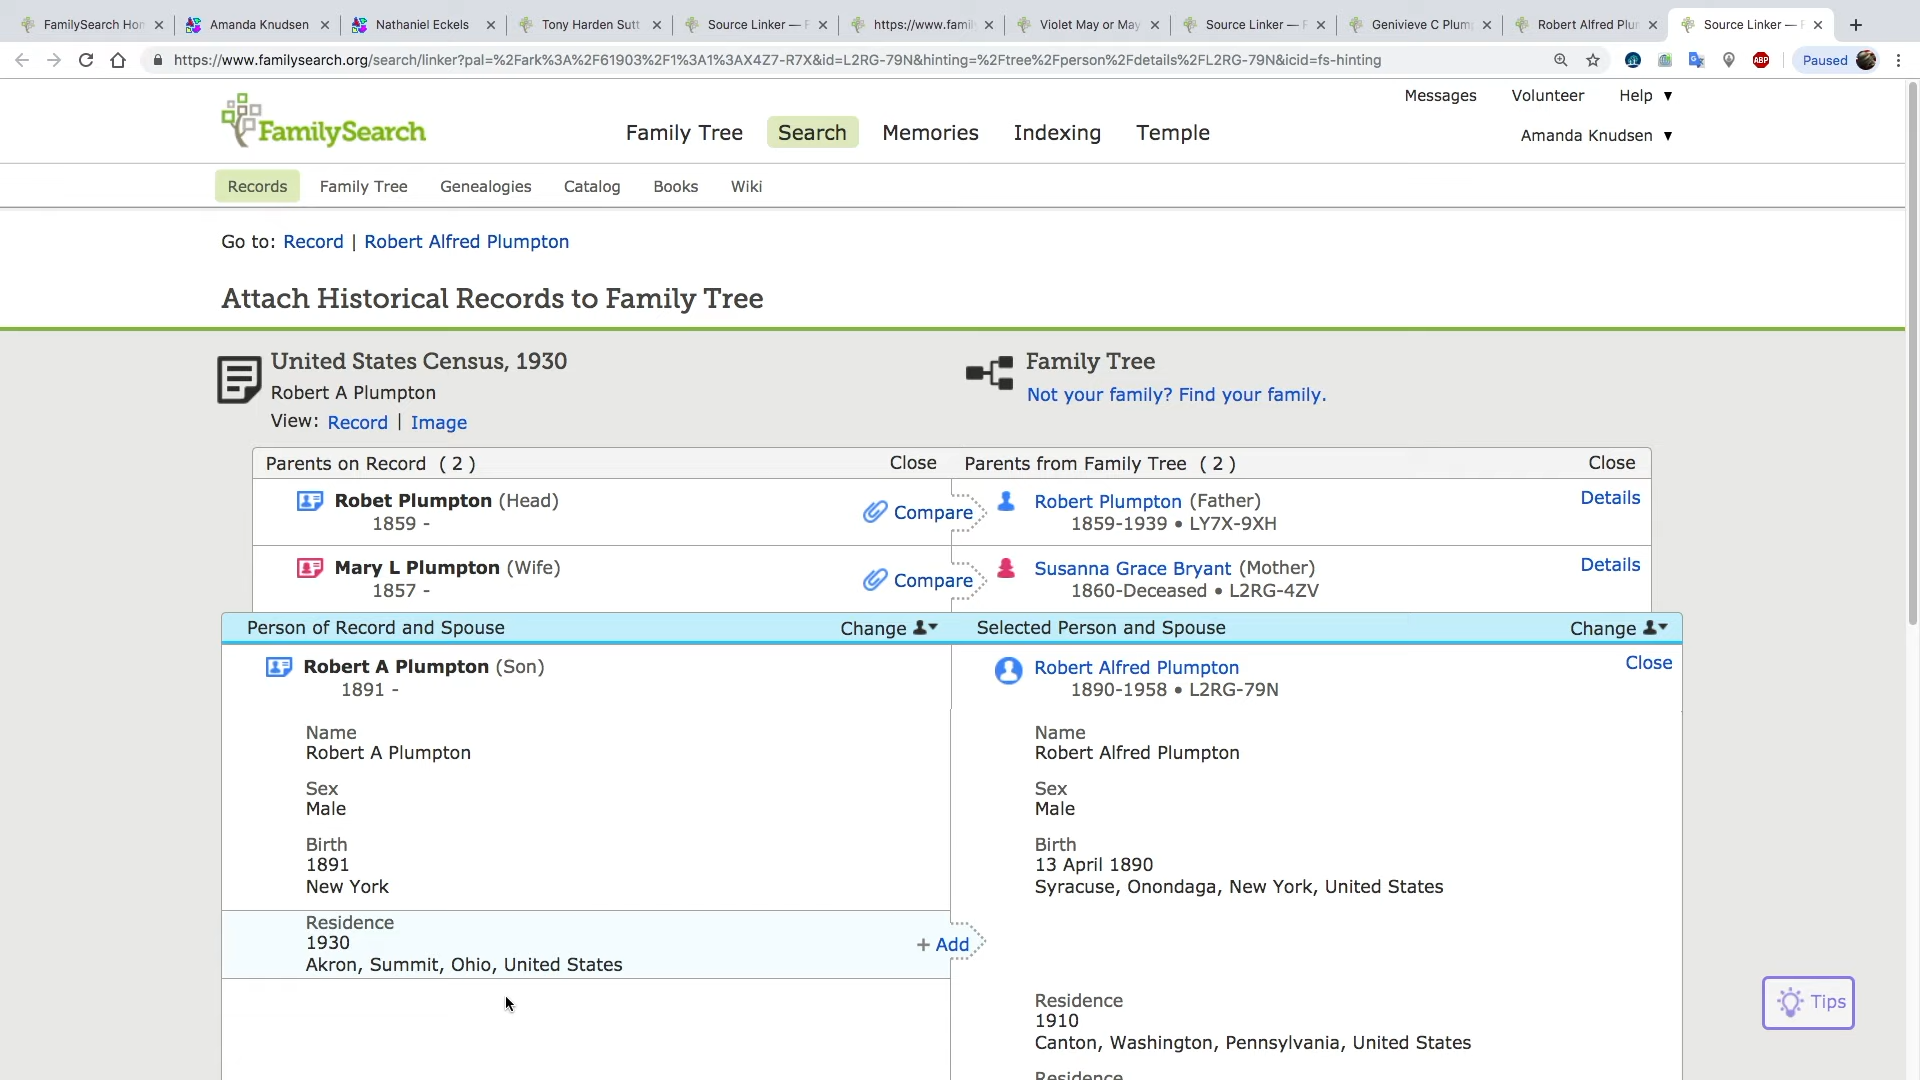 FamilySearch Hom
Amanda Knudsen
Nathaniel Eckels
Tony Harden Sutt
Source Linker — F
https://www.famil
Violet May or May
Source Linker — F
Genivieve C Plum
Robert Alfred Plu
Source Linker — F
https://www.familysearch.org/search/linker?pal=%2Fark%3A%2F61903%2F1%3A1%3AX4Z7-R7X&id=L2RG-79N&hinting=%2Ftree%2Fperson%2Fdetails%2FL2RG-79N&icid=fs-hinting
ABP
Paused
FamilySearch
Family Tree
Search
Memories
Indexing
Temple
Messages
Volunteer
Help ▼
Amanda Knudsen ▼
Records
Family Tree
Genealogies
Catalog
Books
Wiki
Go to: Record | Robert Alfred Plumpton
Attach Historical Records to Family Tree
United States Census, 1930
Robert A Plumpton
View: Record | Image
Family Tree
Not your family? Find your family.
Parents on Record ( 2 )
Close
Parents from Family Tree ( 2 )
Close
Robet Plumpton (Head)
1859 -
Compare
Robert Plumpton (Father)
1859-1939 • LY7X-9XH
Details
Mary L Plumpton (Wife)
1857 -
Compare
Susanna Grace Bryant (Mother)
1860-Deceased • L2RG-4ZV
Details
Person of Record and Spouse
Change
Selected Person and Spouse
Change
Robert A Plumpton (Son)
1891 -
Robert Alfred Plumpton
1890-1958 • L2RG-79N
Close
Name
Robert A Plumpton
Name
Robert Alfred Plumpton
Sex
Male
Sex
Male
Birth
1891
New York
Birth
13 April 1890
Syracuse, Onondaga, New York, United States
Residence
1930
Akron, Summit, Ohio, United States
+ Add
Residence
1910
Canton, Washington, Pennsylvania, United States
Residence
Tips